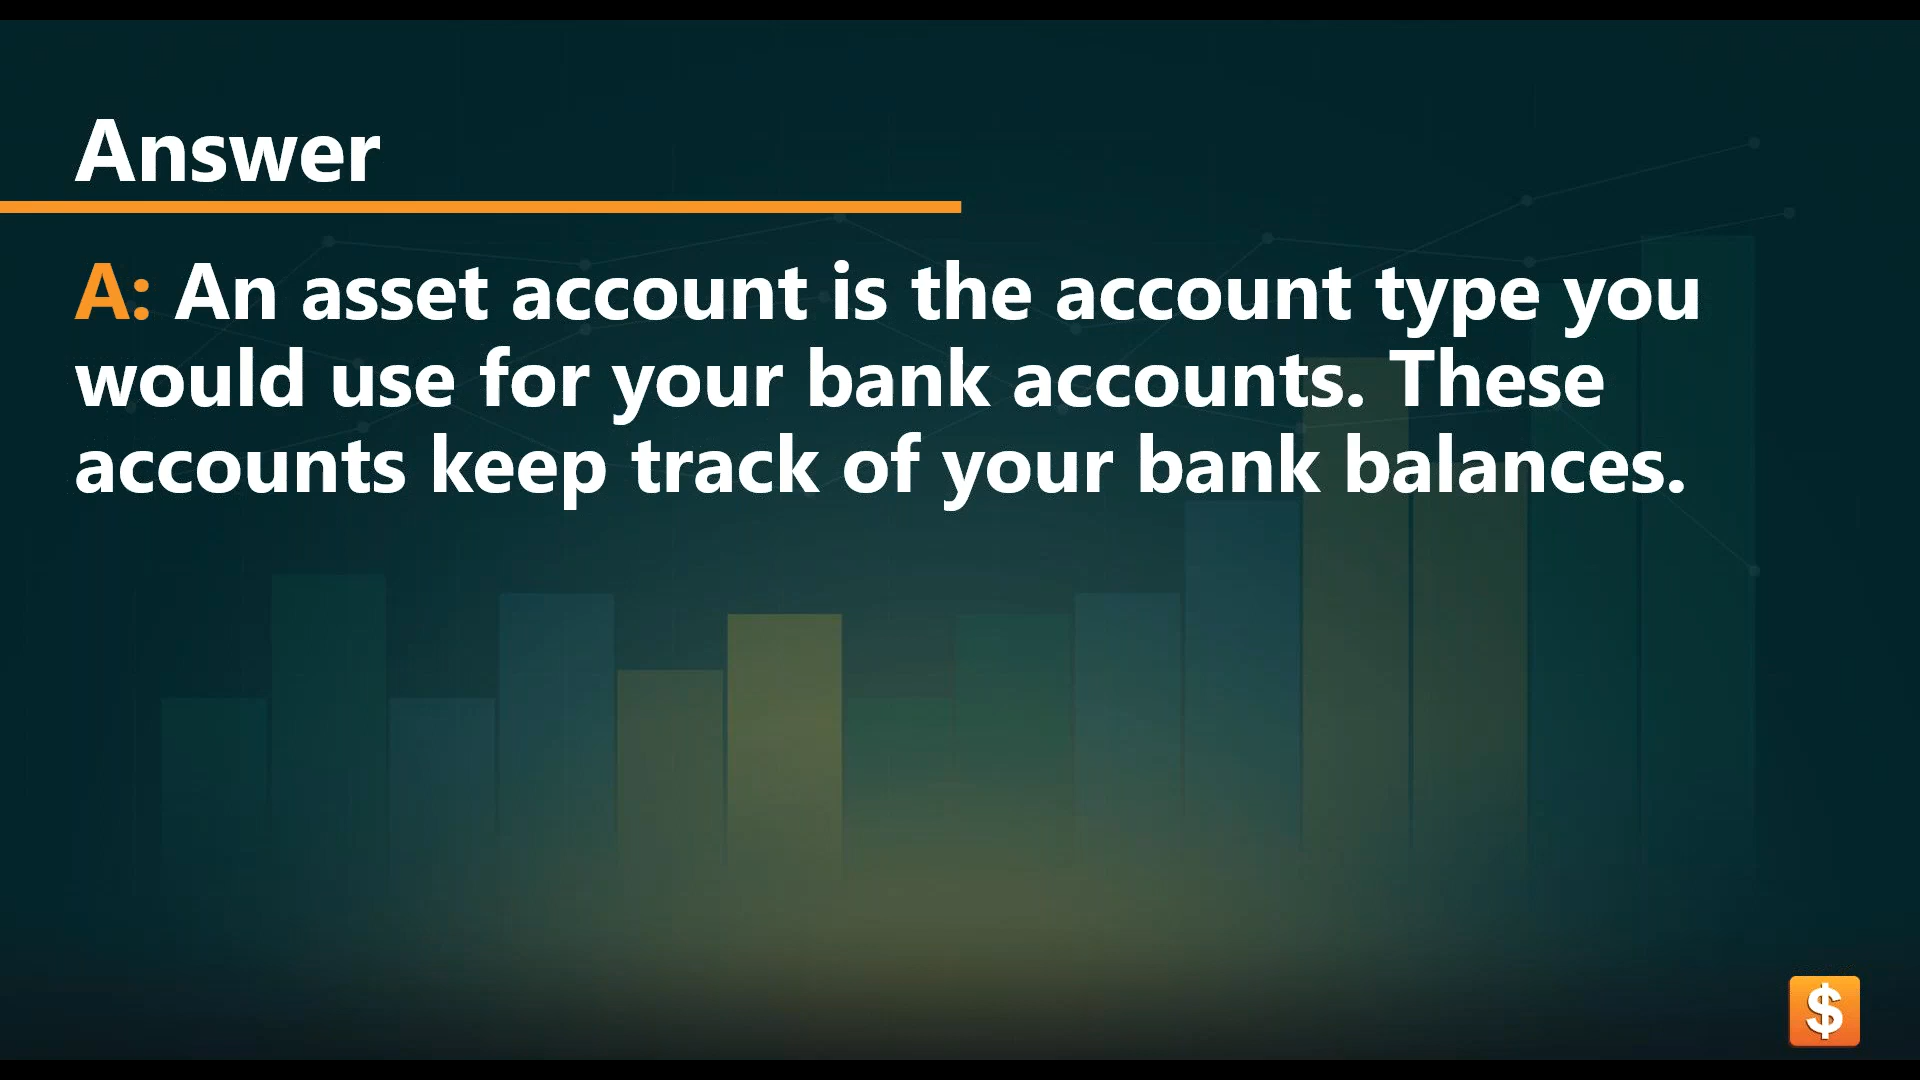 Answer
A: An asset account is the account type you
would use for your bank accounts. These
accounts keep track of your bank balances.
$